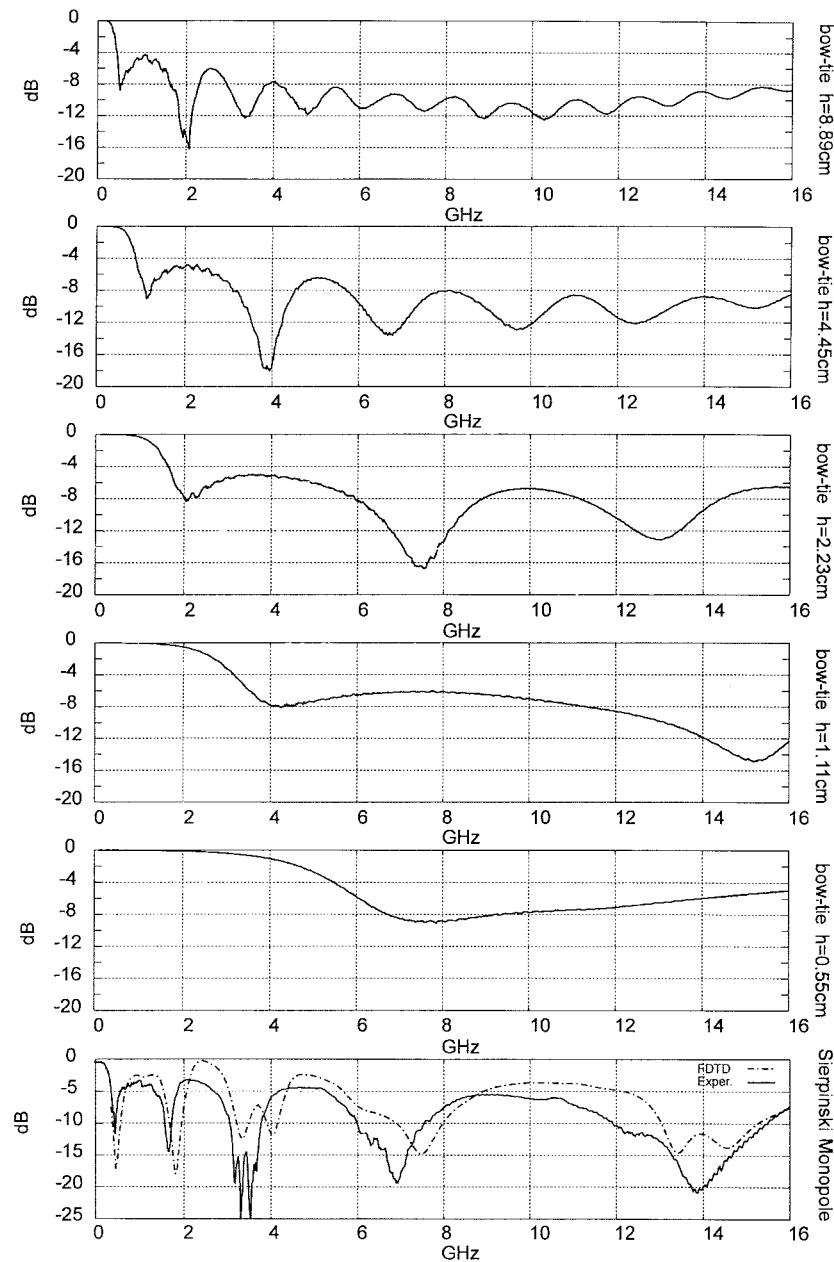 0
-4
-8
-12
-16
-20
dB
0 2 4 6 8 10 12 14 16
GHz
bow-tie h=8.89cm
0
-4
-8
-12
-16
-20
dB
0 2 4 6 8 10 12 14 16
GHz
bow-tie h=4.45cm
0
-4
-8
-12
-16
-20
dB
0 2 4 6 8 10 12 14 16
GHz
bow-tie h=2.23cm
0
-4
-8
-12
-16
-20
dB
0 2 4 6 8 10 12 14 16
GHz
bow-tie h=1.11cm
0
-4
-8
-12
-16
-20
dB
0 2 4 6 8 10 12 14 16
GHz
bow-tie h=0.55cm
0
-5
-10
-15
-20
-25
dB
FDTD
Exper.
0 2 4 6 8 10 12 14 16
GHz
Sierpinski Monopole